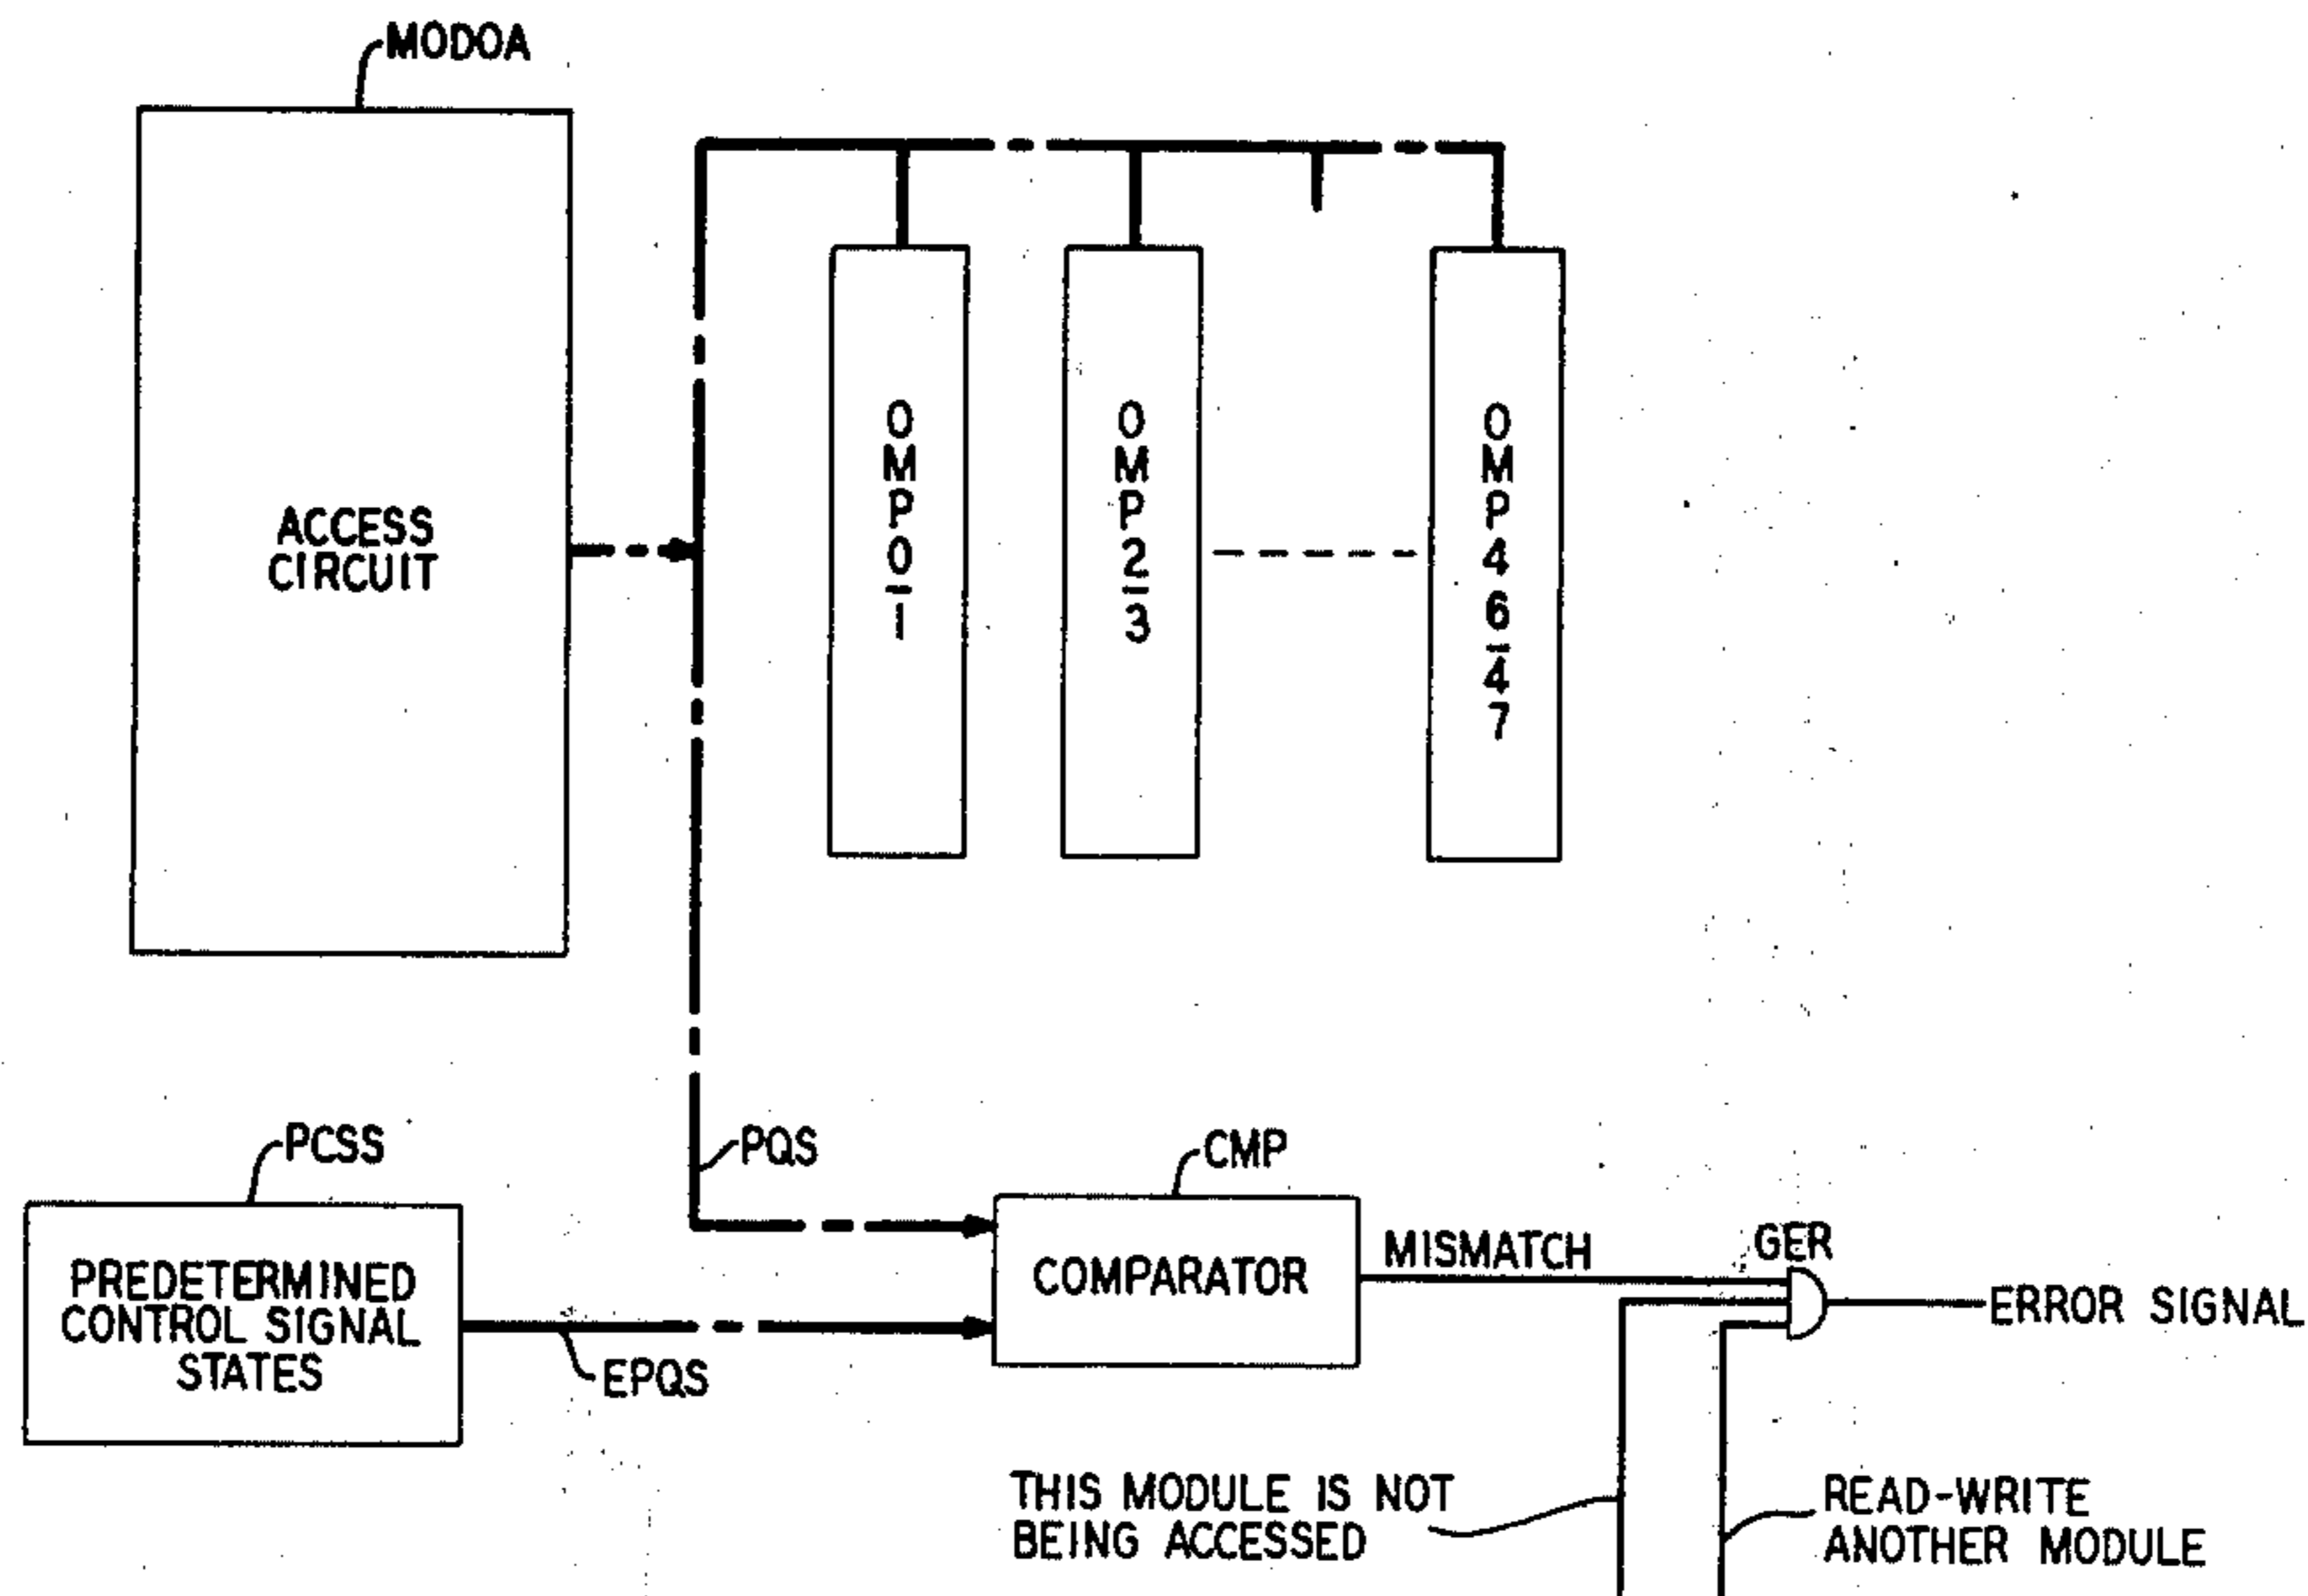 MODOA
ACCESS
CIRCUIT
OMP0-1
OMP2-3
OMP46-47
PCSS
PREDETERMINED
CONTROL SIGNAL
STATES
PQS
EPQS
CMP
COMPARATOR
MISMATCH
GER
ERROR SIGNAL
THIS MODULE IS NOT
BEING ACCESSED
READ-WRITE
ANOTHER MODULE